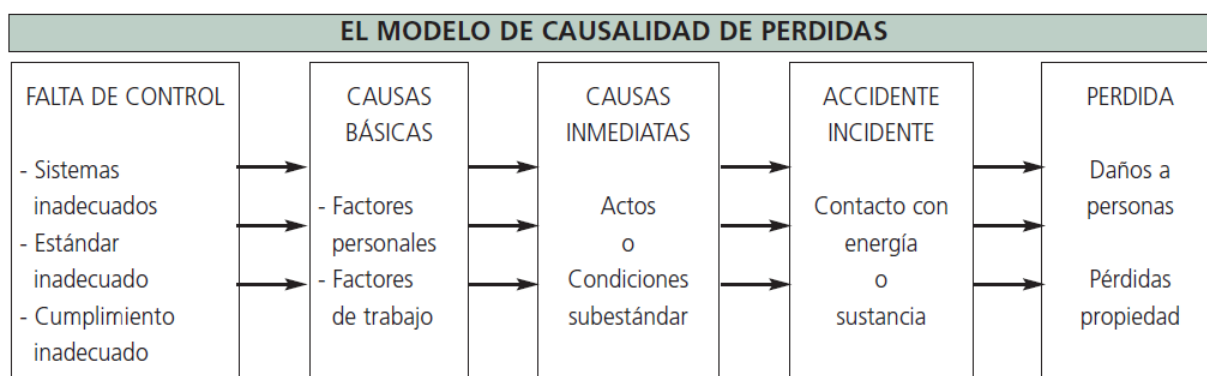 EL MODELO DE CAUSALIDAD DE PERDIDAS
FALTA DE CONTROL
- Sistemas
inadecuados
- Estándar
inadecuado
- Cumplimiento
inadecuado
CAUSAS
BÁSICAS
- Factores
personales
- Factores
de trabajo
CAUSAS
INMEDIATAS
Actos
o
Condiciones
subestándar
ACCIDENTE
INCIDENTE
Contacto con
energía
o
sustancia
PERDIDA
Daños a
personas
Pérdidas
propiedad